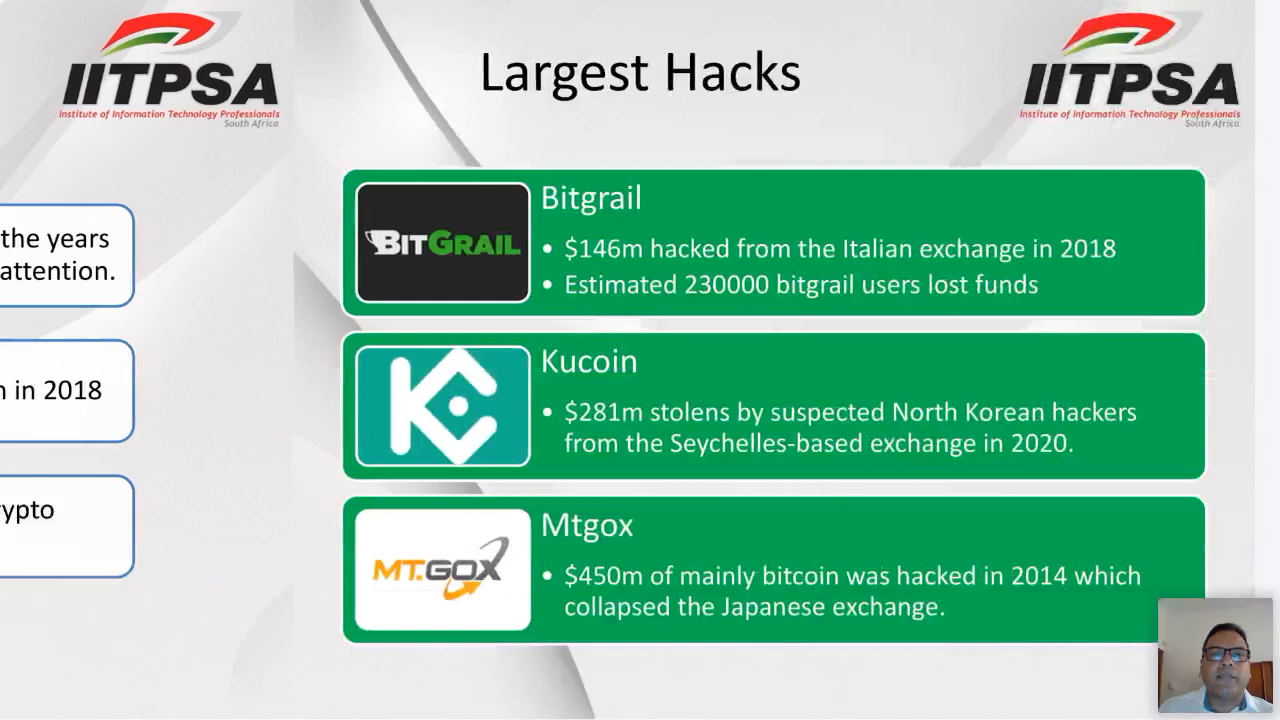 IITPSA
Institute of Information Technology Professionals
South Africa
Largest Hacks
IITPSA
Institute of Information Technology Professionals
South Africa
the years
attention.
in 2018
BITGRAIL
Bitgrail
• $146m hacked from the Italian exchange in 2018
• Estimated 230000 bitgrail users lost funds
Kucoin
• $281m stolens by suspected North Korean hackers
from the Seychelles-based exchange in 2020.
MT.GOX
Mtgox
• $450m of mainly bitcoin was hacked in 2014 which
collapsed the Japanese exchange.